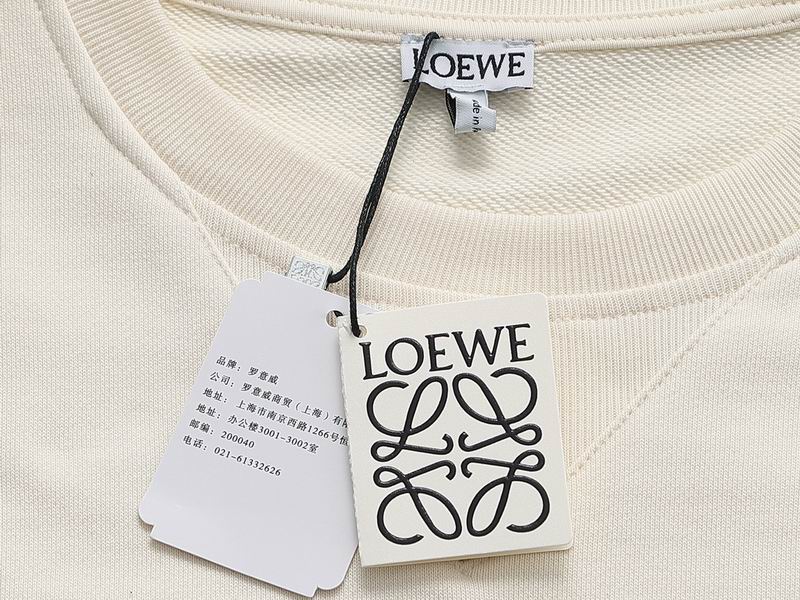 LOEWE
de in
LOEWE
品牌：罗意威
公司：罗意威商贸（上海）有
地址：上海市南京西路1266号恒
地址：办公楼3001-3002室
邮编：200040
电话：021-61332626